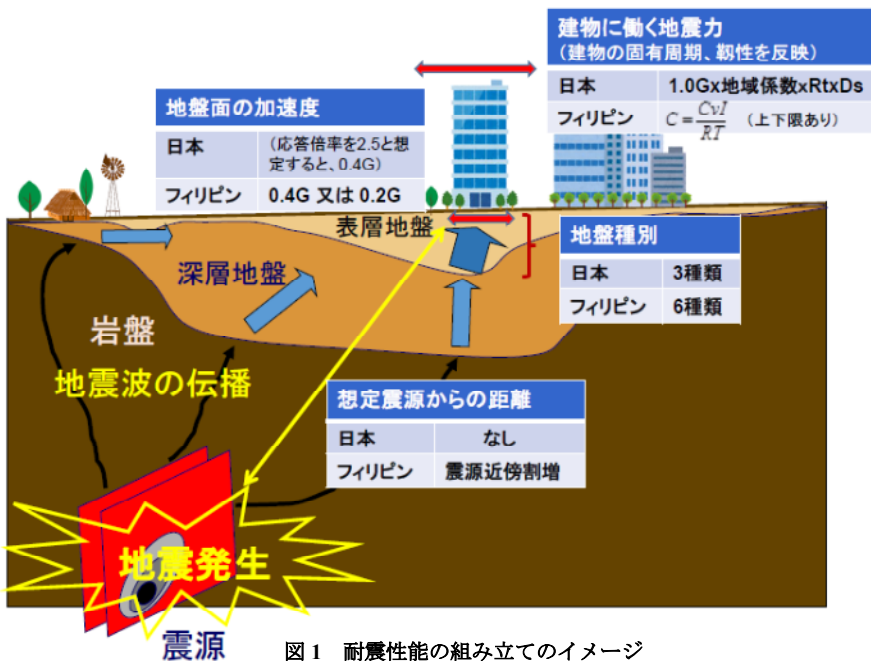 建物に働く地震力
(建物の固有周期、靱性を反映)
日本 1.0Gx地域係数xRtxDs
フィリピン C = CvI / RT (上下限あり)
地盤面の加速度
日本 (応答倍率を2.5と想
定すると、0.4G)
フィリピン 0.4G 又は 0.2G
表層地盤
地盤種別
日本 3種類
フィリピン 6種類
深層地盤
岩盤
地震波の伝播
想定震源からの距離
日本 なし
フィリピン 震源近傍割増
地震発生
震源
図 1 耐震性能の組み立てのイメージ